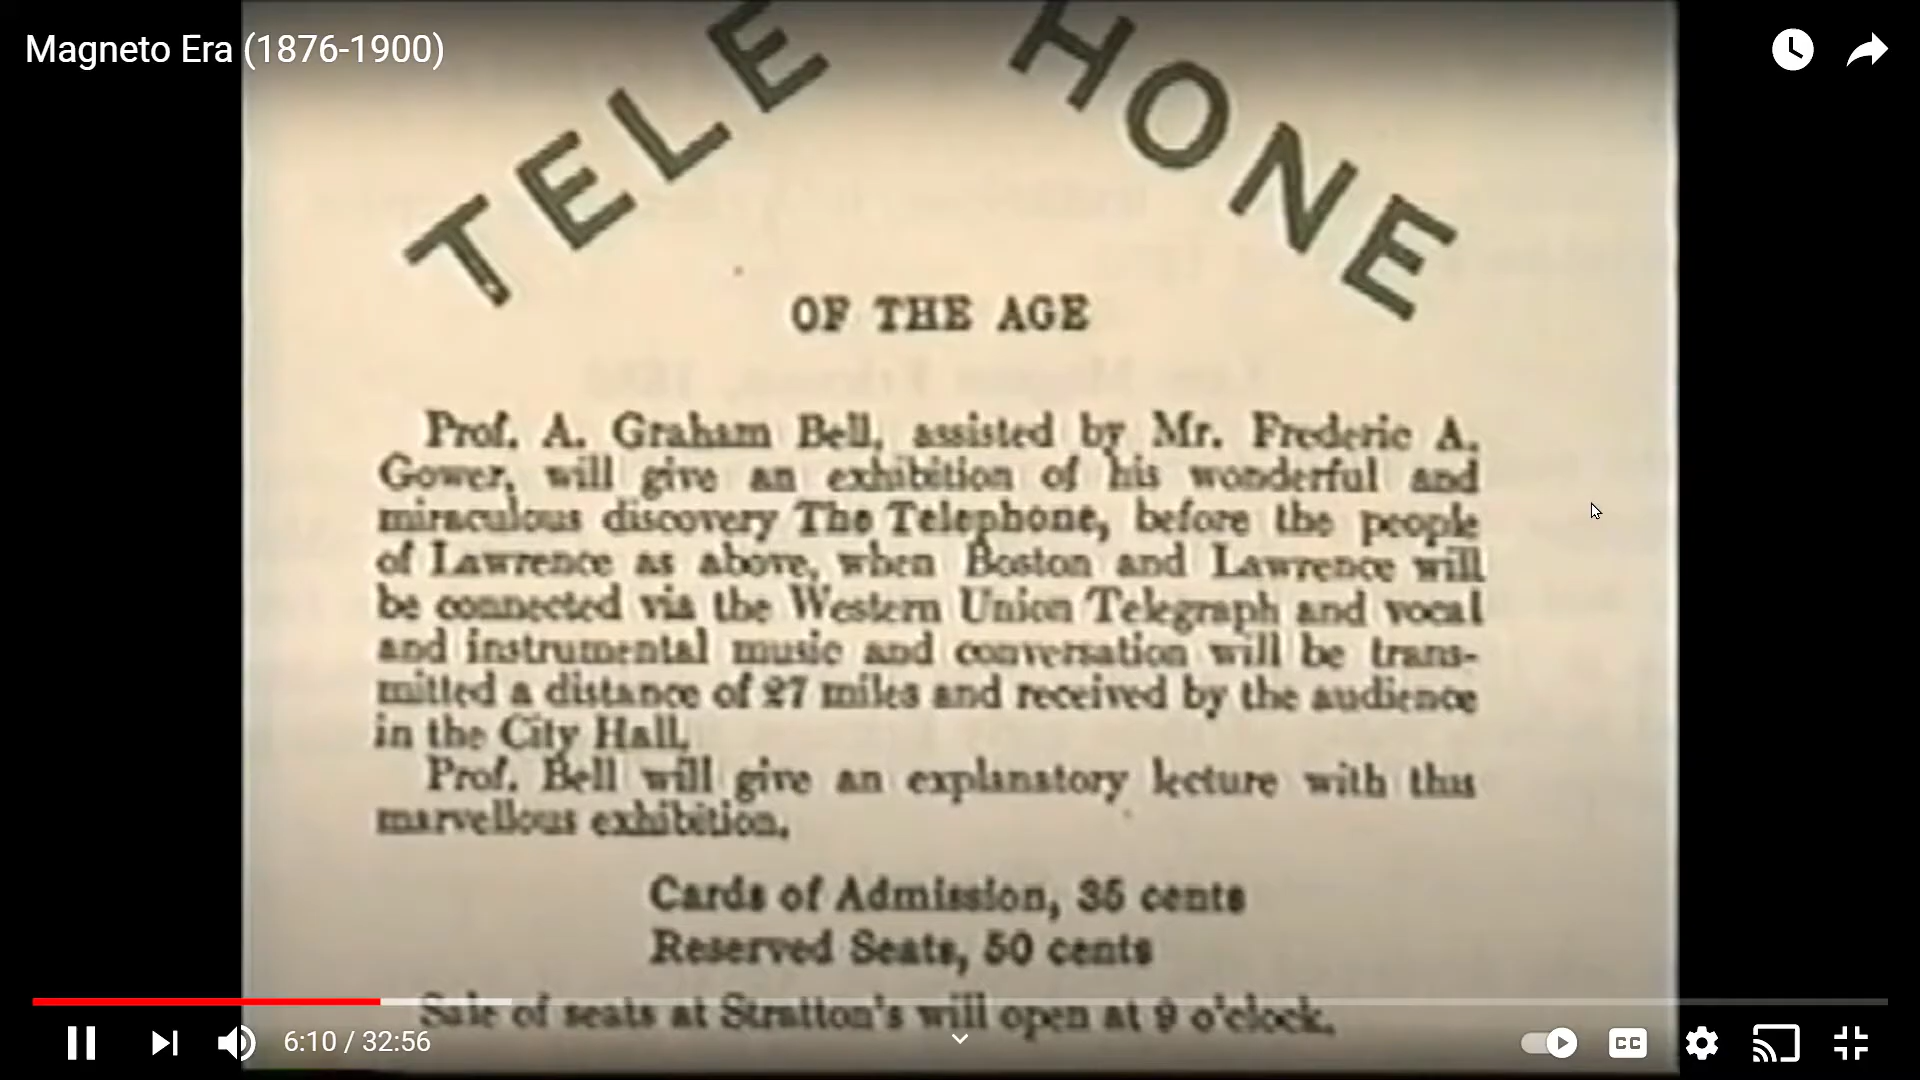 Magneto Era (1876-1900)
TELE HONE
OF THE AGE
Prof. A. Graham Bell, assisted by Mr. Frederic A.
Gower, will give an exhibition of his wonderful and
miraculous discovery The Telephone, before the people
of Lawrence as above, when Boston and Lawrence will
be connected via the Western Union Telegraph and vocal
and instrumental music and conversation will be trans-
mitted a distance of 27 miles and received by the audience
in the City Hall.
Prof. Bell will give an explanatory lecture with this
marvellous exhibition.
Cards of Admission, 35 cents
Reserved Seats, 50 cents
Sale of seats at Stratton's will open at 9 o'clock.
6:10 / 32:56
CC